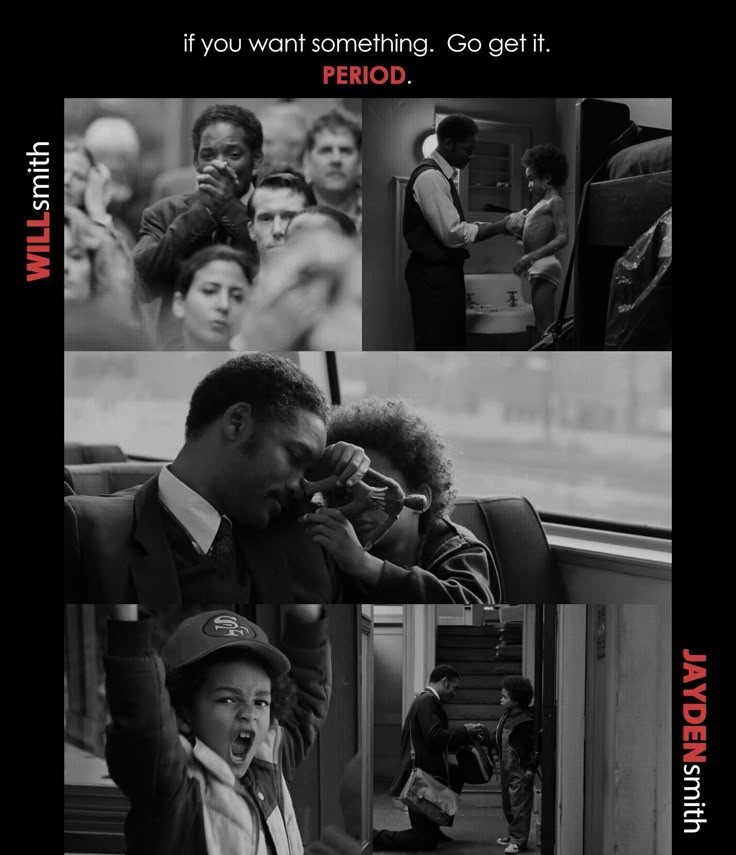 if you want something. Go get it.
PERIOD.
WILLsmith
SF
JAYDENsmith